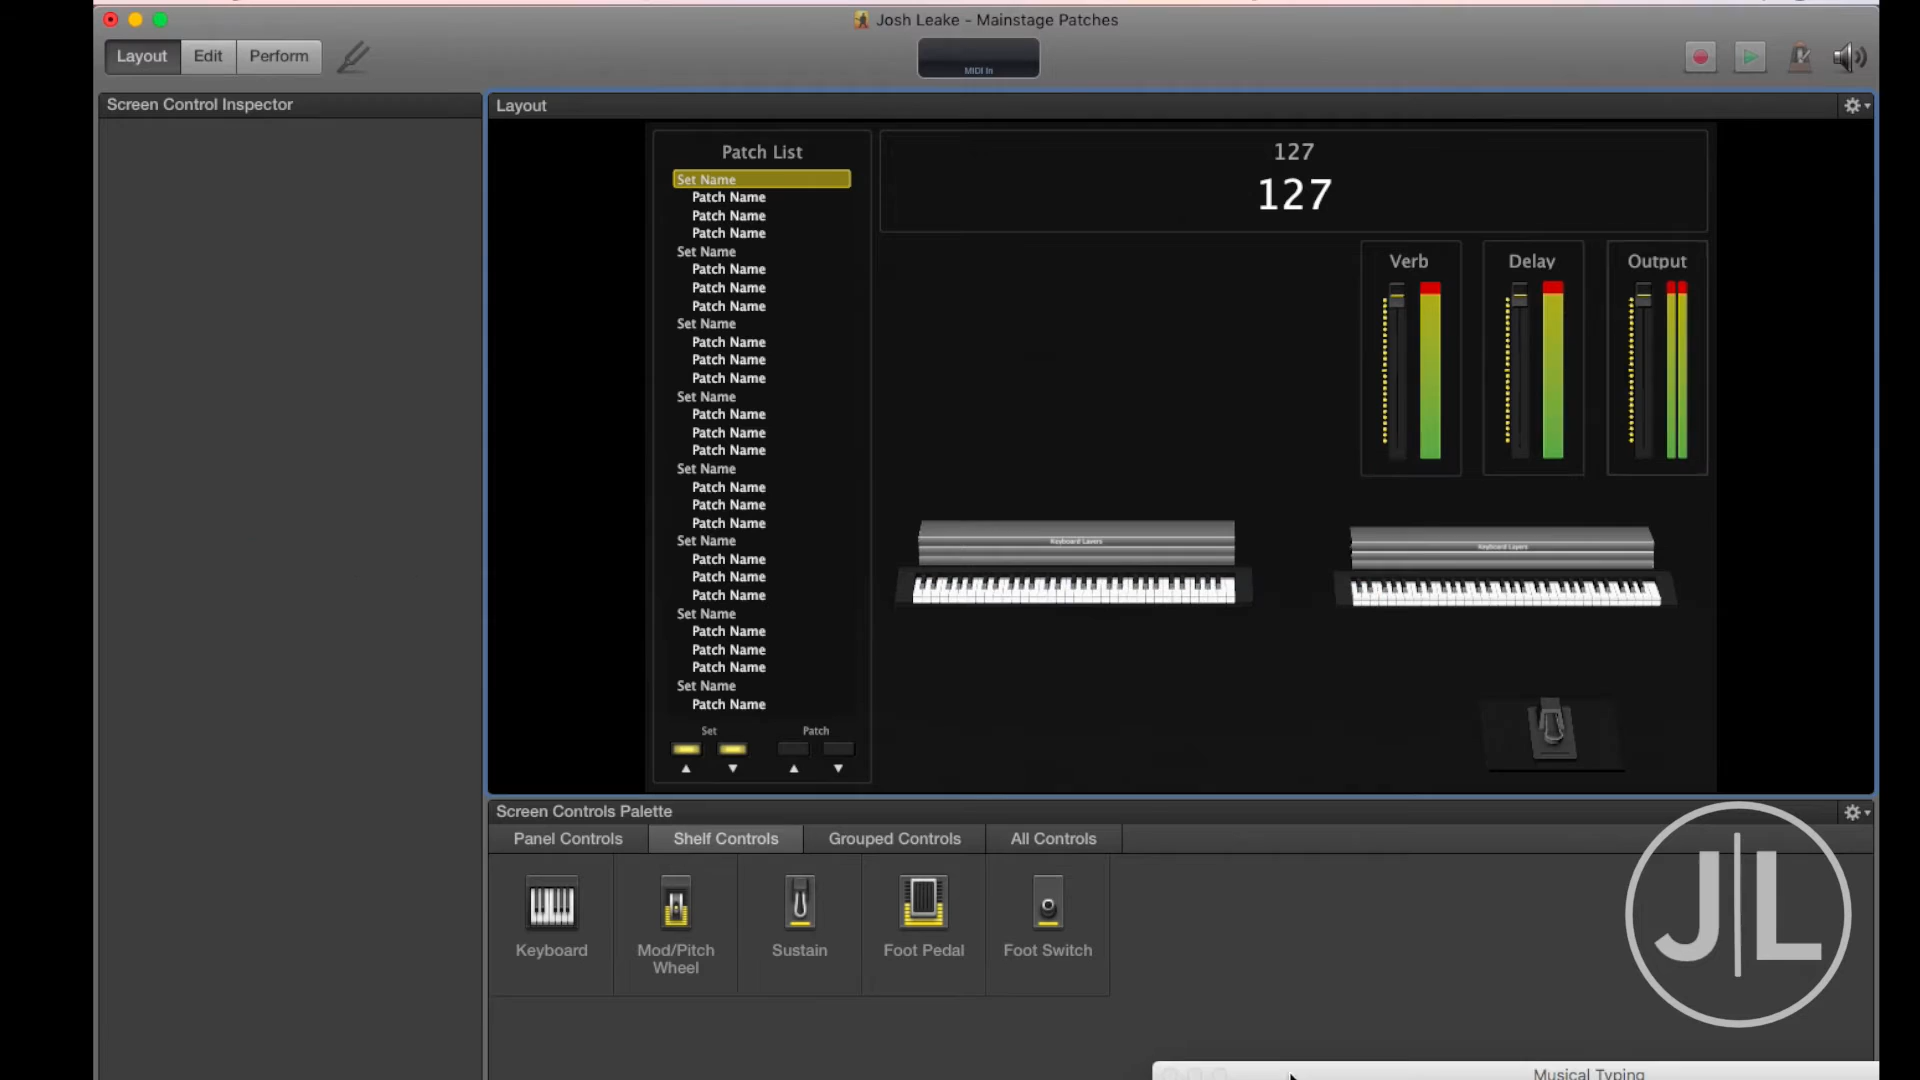 Josh Leake - Mainstage Patches
Layout
Edit
Perform
MIDI In
Screen Control Inspector
Layout
Patch List
Set Name
Patch Name
Patch Name
Patch Name
Set Name
Patch Name
Patch Name
Patch Name
Set Name
Patch Name
Patch Name
Patch Name
Set Name
Patch Name
Patch Name
Patch Name
Set Name
Patch Name
Patch Name
Patch Name
Set Name
Patch Name
Patch Name
Patch Name
Set Name
Patch Name
Patch Name
Patch Name
Set Name
Patch Name
Set
Patch
127
127
Verb
Delay
Output
Keyboard Layers
Keyboard Layers
Screen Controls Palette
Panel Controls
Shelf Controls
Grouped Controls
All Controls
Keyboard
Mod/Pitch
Wheel
Sustain
Foot Pedal
Foot Switch
JL
Musical Typing